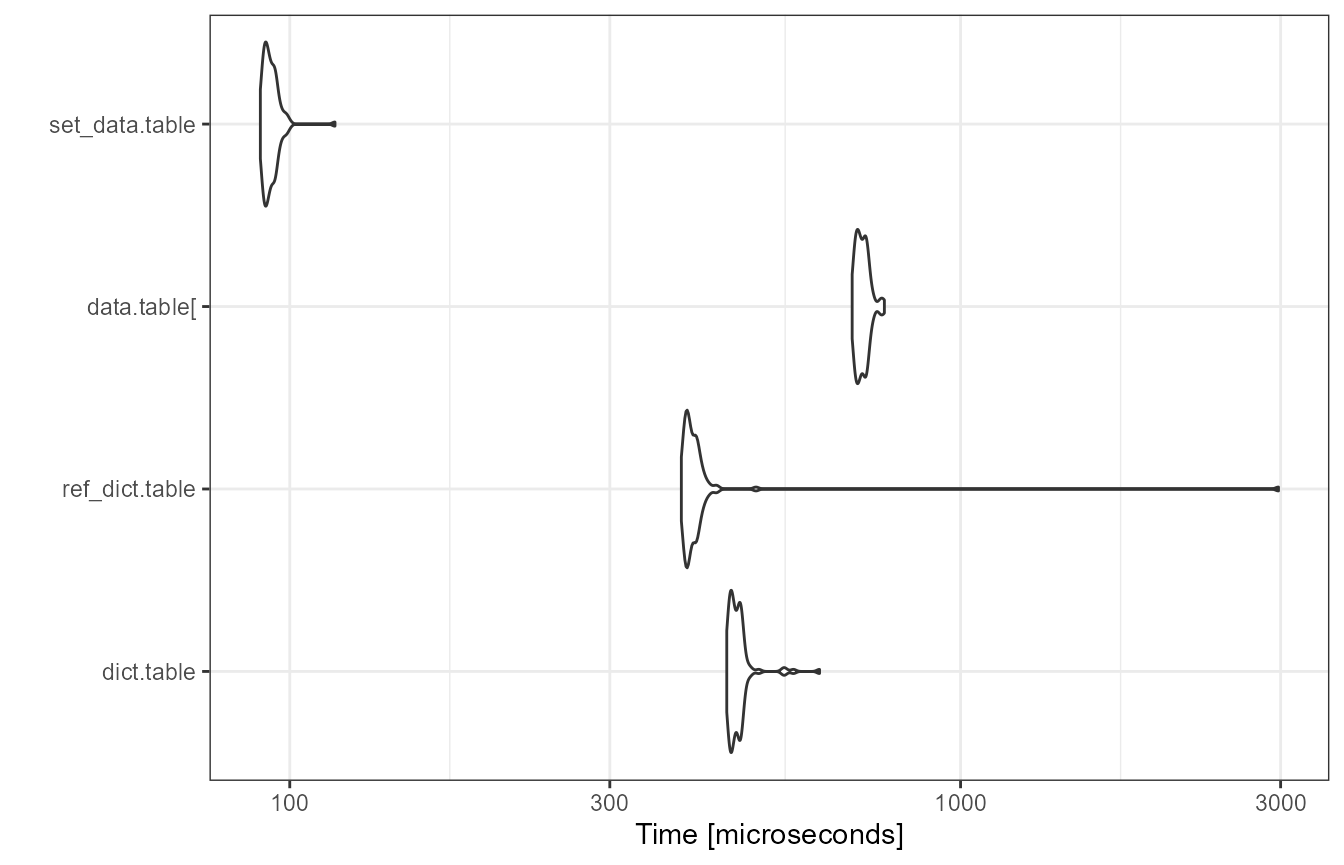 set_data.table
data.table[
ref_dict.table
dict.table
100 300 1000 3000
Time [microseconds]